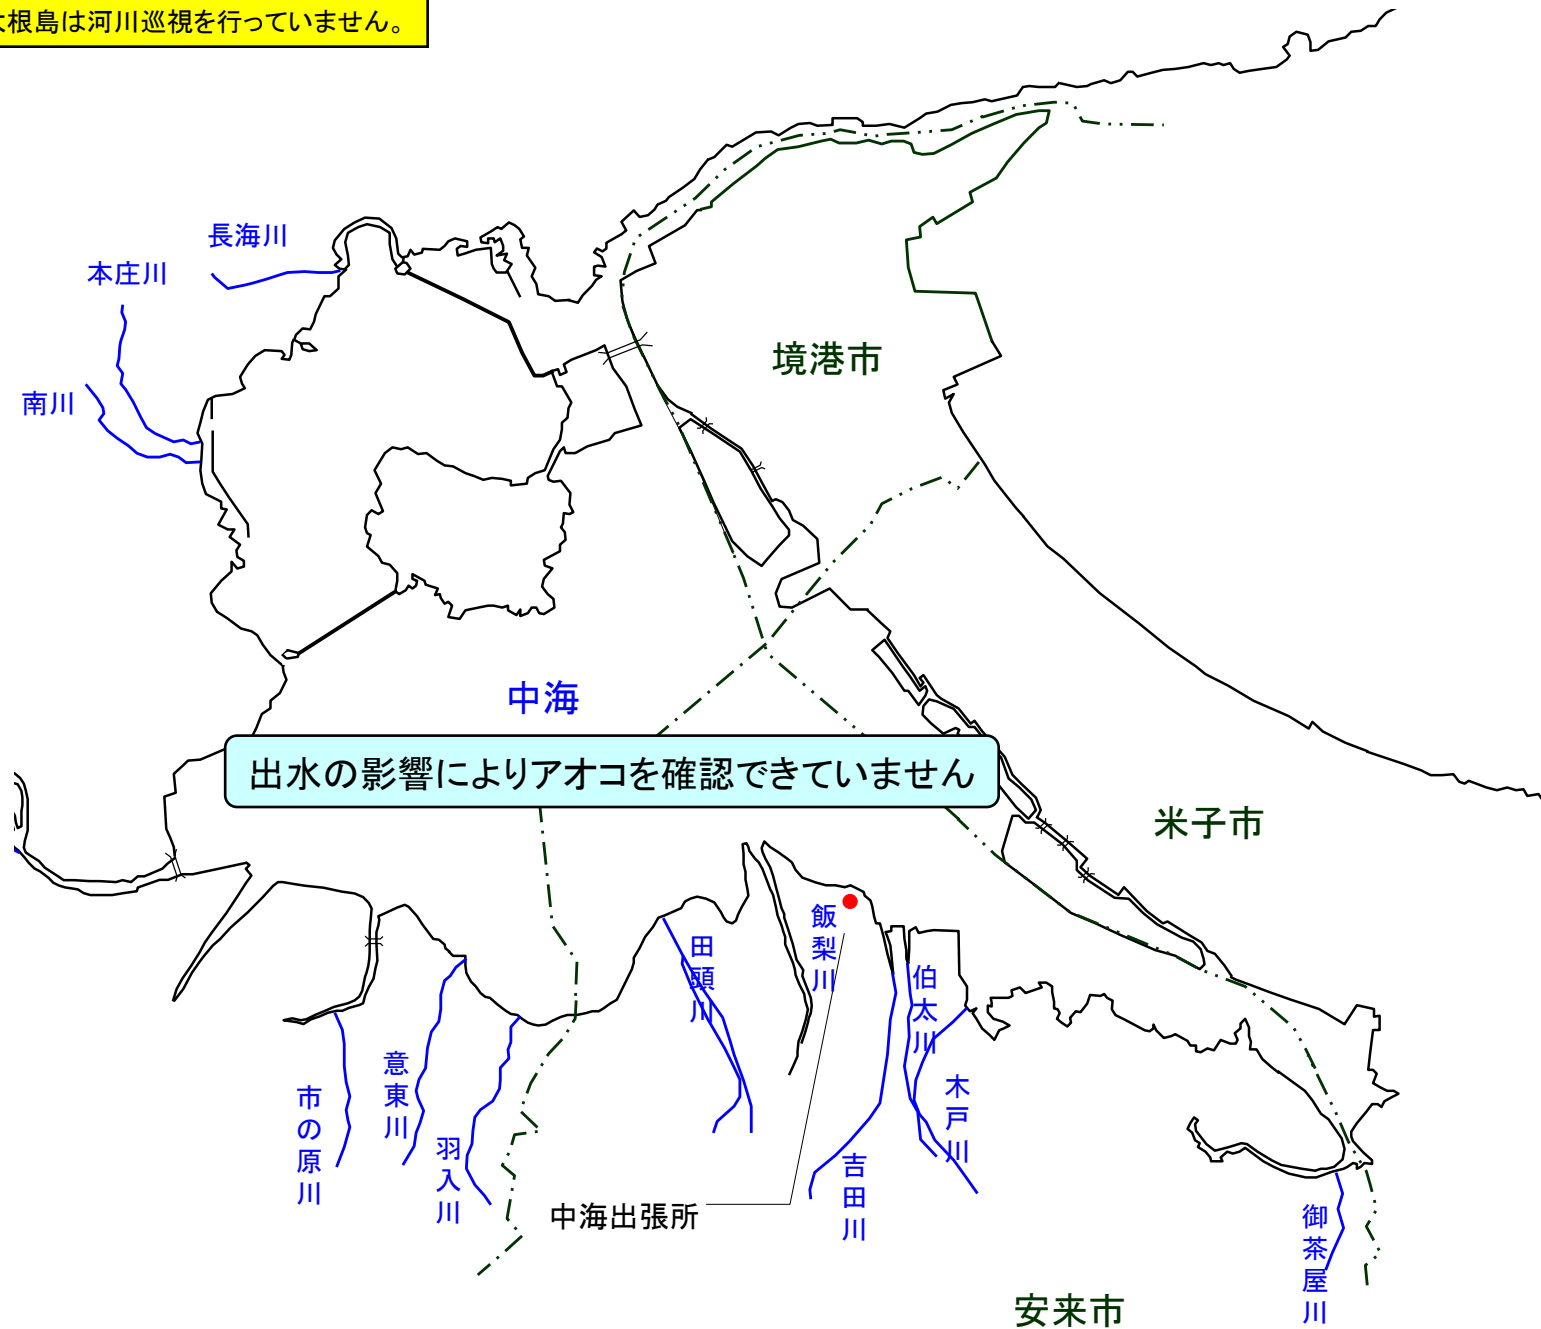 大根島は河川巡視を行っていません。
長海川
本庄川
南川
境港市
中海
出水の影響によりアオコを確認できていません
米子市
飯梨川
田頭川
伯太川
意東川
木戸川
市の原川
羽入川
吉田川
中海出張所
御茶屋川
安来市